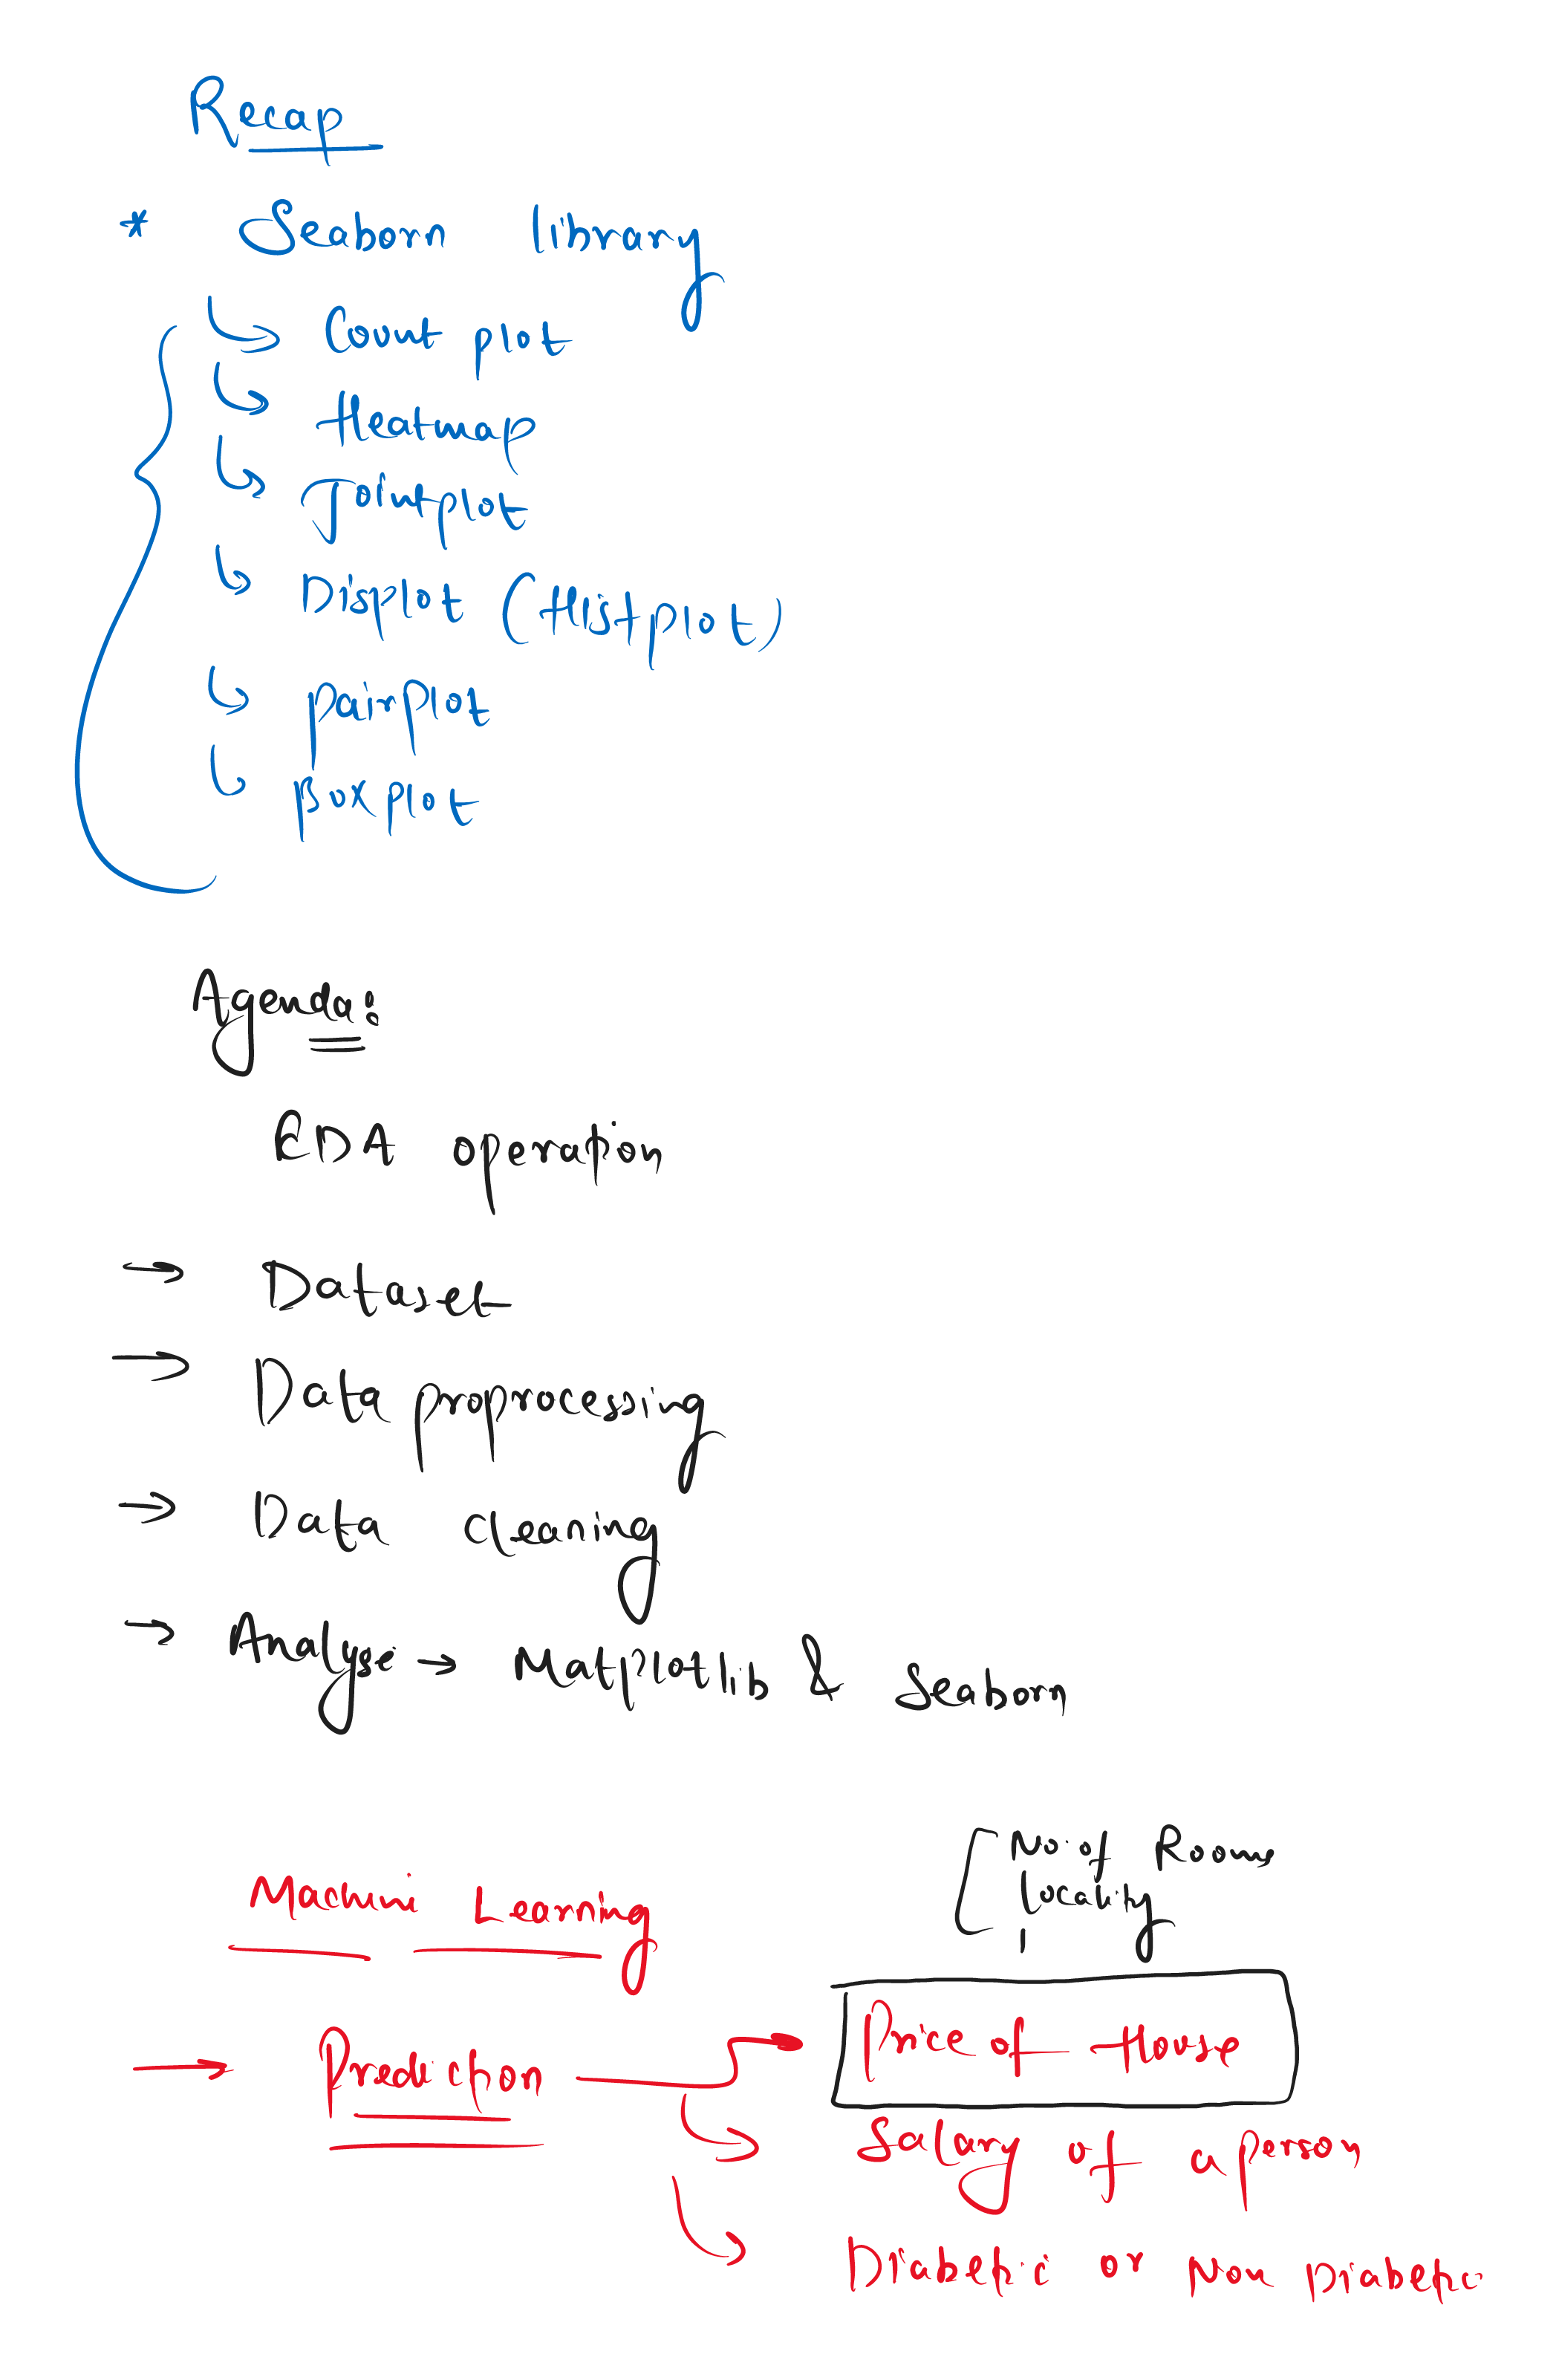 Recap
* Seaborn library
Count plot
Heatmap
Jointplot
Displot (Histplot)
pairplot
Boxplot
Agenda:
EDA operation
→ Dataset
→ Data proprocessing
→ Data cleaning
→ Analyse → Matplotlib & Seaborn
No. of Rooms
locality
Machine Learning
→ Prediction
Price of House
Salary of a person
Diabetic or Non Diabetic